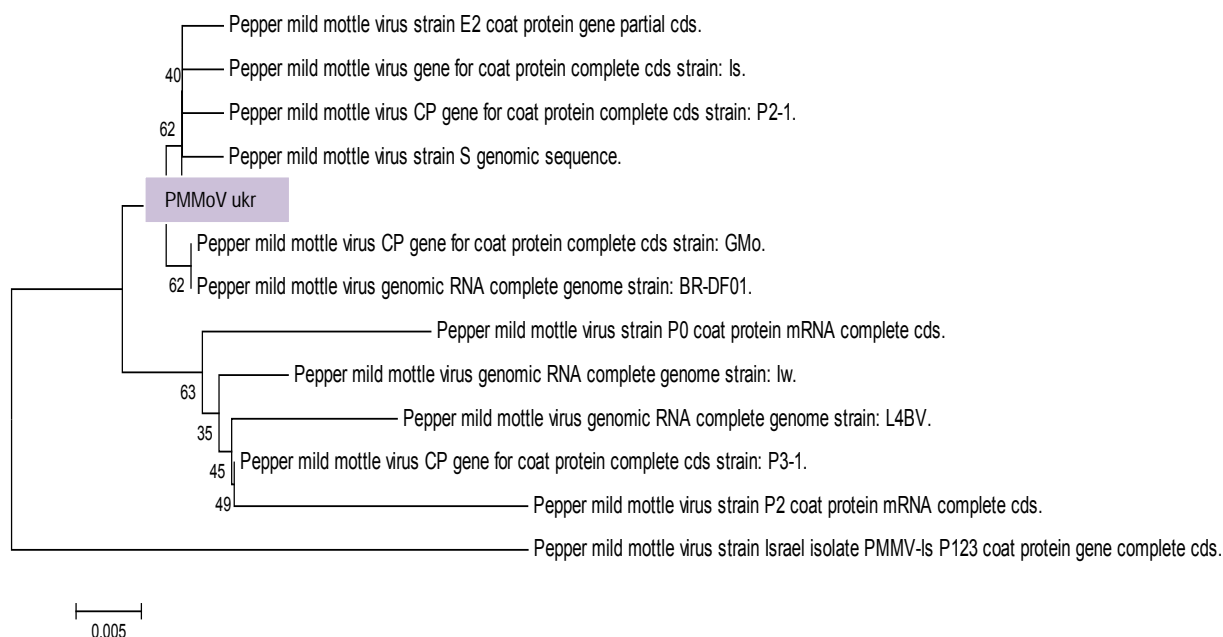 Pepper mild mottle virus strain E2 coat protein gene partial cds.
40
Pepper mild mottle virus gene for coat protein complete cds strain: Is.
Pepper mild mottle virus CP gene for coat protein complete cds strain: P2-1.
62
Pepper mild mottle virus strain S genomic sequence.
PMMoV ukr
Pepper mild mottle virus CP gene for coat protein complete cds strain: GMo.
62
Pepper mild mottle virus genomic RNA complete genome strain: BR-DF01.
Pepper mild mottle virus strain P0 coat protein mRNA complete cds.
63
Pepper mild mottle virus genomic RNA complete genome strain: Iw.
35
Pepper mild mottle virus genomic RNA complete genome strain: L4BV.
45
Pepper mild mottle virus CP gene for coat protein complete cds strain: P3-1.
49
Pepper mild mottle virus strain P2 coat protein mRNA complete cds.
Pepper mild mottle virus strain Israel isolate PMMV-Is P123 coat protein gene complete cds.
0.005